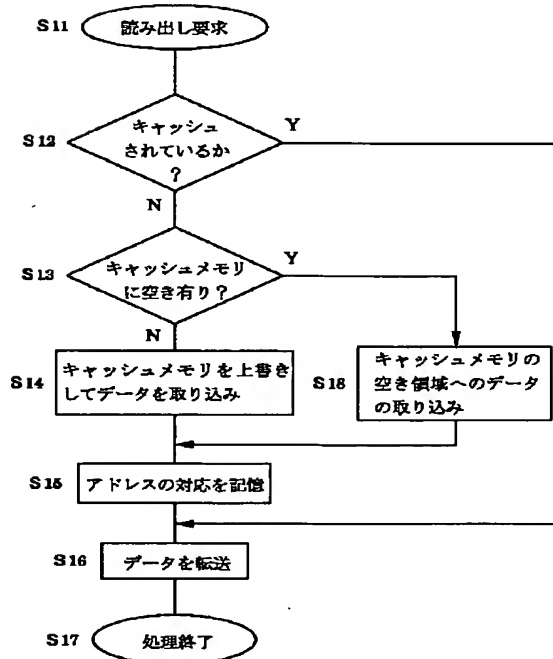 S11 読み出し要求
S12 キャッシュ
されているか
?
Y
N
S13 キャッシュメモリ
に空き有り?
Y
N
S14 キャッシュメモリを上書き
してデータを取り込み
S18 キャッシュメモリの
空き領域へのデータ
の取り込み
S15 アドレスの対応を記憶
S16 データを転送
S17 処理終了